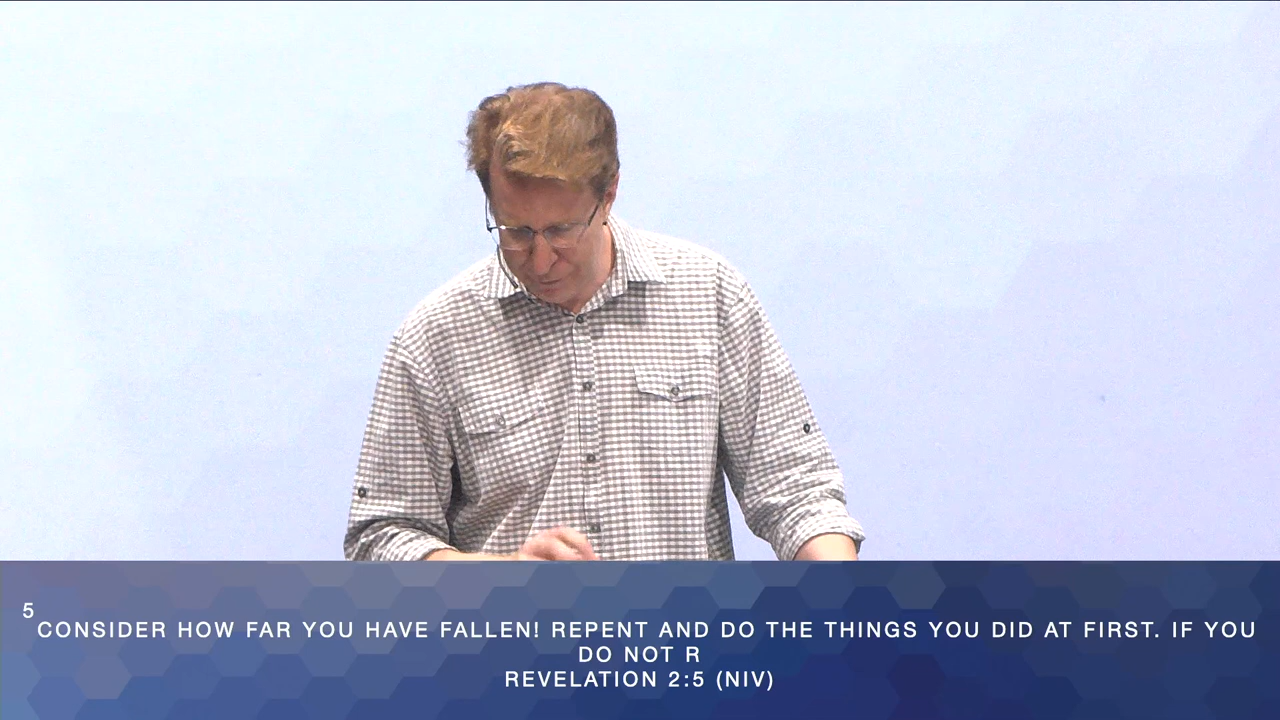 5
CONSIDER HOW FAR YOU HAVE FALLEN! REPENT AND DO THE THINGS YOU DID AT FIRST. IF YOU
DO NOT R
REVELATION 2:5 (NIV)